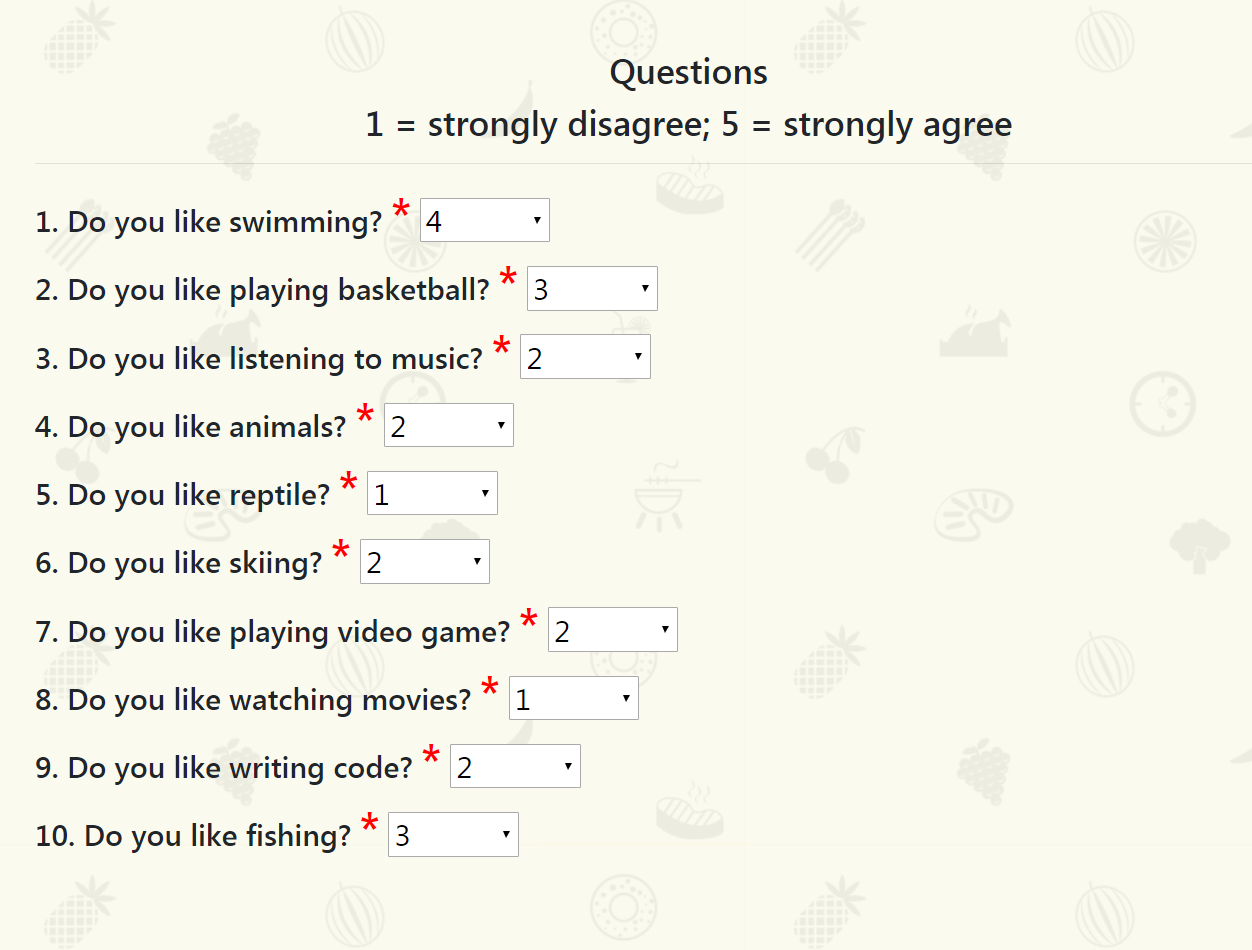 Questions
1 = strongly disagree; 5 = strongly agree
1. Do you like swimming? * 4
2. Do you like playing basketball? * 3
3. Do you like listening to music? * 2
4. Do you like animals? * 2
5. Do you like reptile? * 1
6. Do you like skiing? * 2
7. Do you like playing video game? * 2
8. Do you like watching movies? * 1
9. Do you like writing code? * 2
10. Do you like fishing? * 3